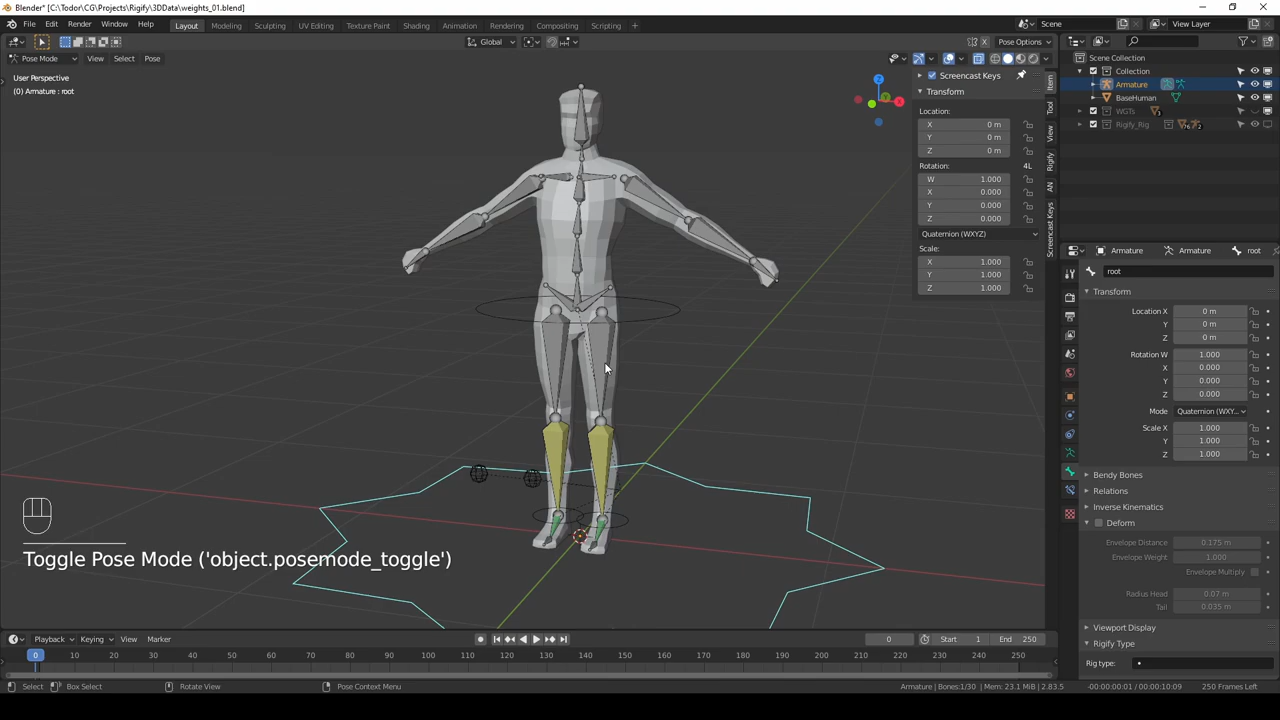 Blender* [C:\Todor\CG\Projects\Rigify\3DData\weights_01.blend]
File Edit Render Window Help Layout Modeling Sculpting UV Editing Texture Paint Shading Animation Rendering Compositing Scripting + Scene View Layer
Global Pose Options
Pose Mode View Select Pose
User Perspective
(0) Armature : root
Screencast Keys
Transform
Location:
X 0 m
Y 0 m
Z 0 m
Rotation: 4L
W 1.000
X 0.000
Y 0.000
Z 0.000
Quaternion (WXYZ)
Scale:
X 1.000
Y 1.000
Z 1.000
Item
Tool
View
Rigify
AN
Screencast Keys
Z
X
Y
Scene Collection
Collection
Armature
BaseHuman
WGTs
Rigify_Rig
Armature Armature root
root
Transform
Location X 0 m
Y 0 m
Z 0 m
Rotation W 1.000
X 0.000
Y 0.000
Z 0.000
Mode Quaternion (WXY...
Scale X 1.000
Y 1.000
Z 1.000
Bendy Bones
Relations
Inverse Kinematics
Deform
Envelope Distance 0.175 m
Envelope Weight 1.000
Envelope Multiply
Radius Head 0.07 m
Tail 0.035 m
Viewport Display
Rigify Type
Rig type:
Toggle Pose Mode ('object.posemode_toggle')
Playback Keying View Marker 0 Start 1 End 250
0 10 20 30 40 50 60 70 80 90 100 110 120 130 140 150 160 170 180 190 200 210 220 230 240 250
Select Box Select Rotate View Pose Context Menu Armature | Bones:1/30 | Mem: 23.1 MiB | 2.83.5 -00:00:00:01 / 00:00:10:09 250 Frames Left